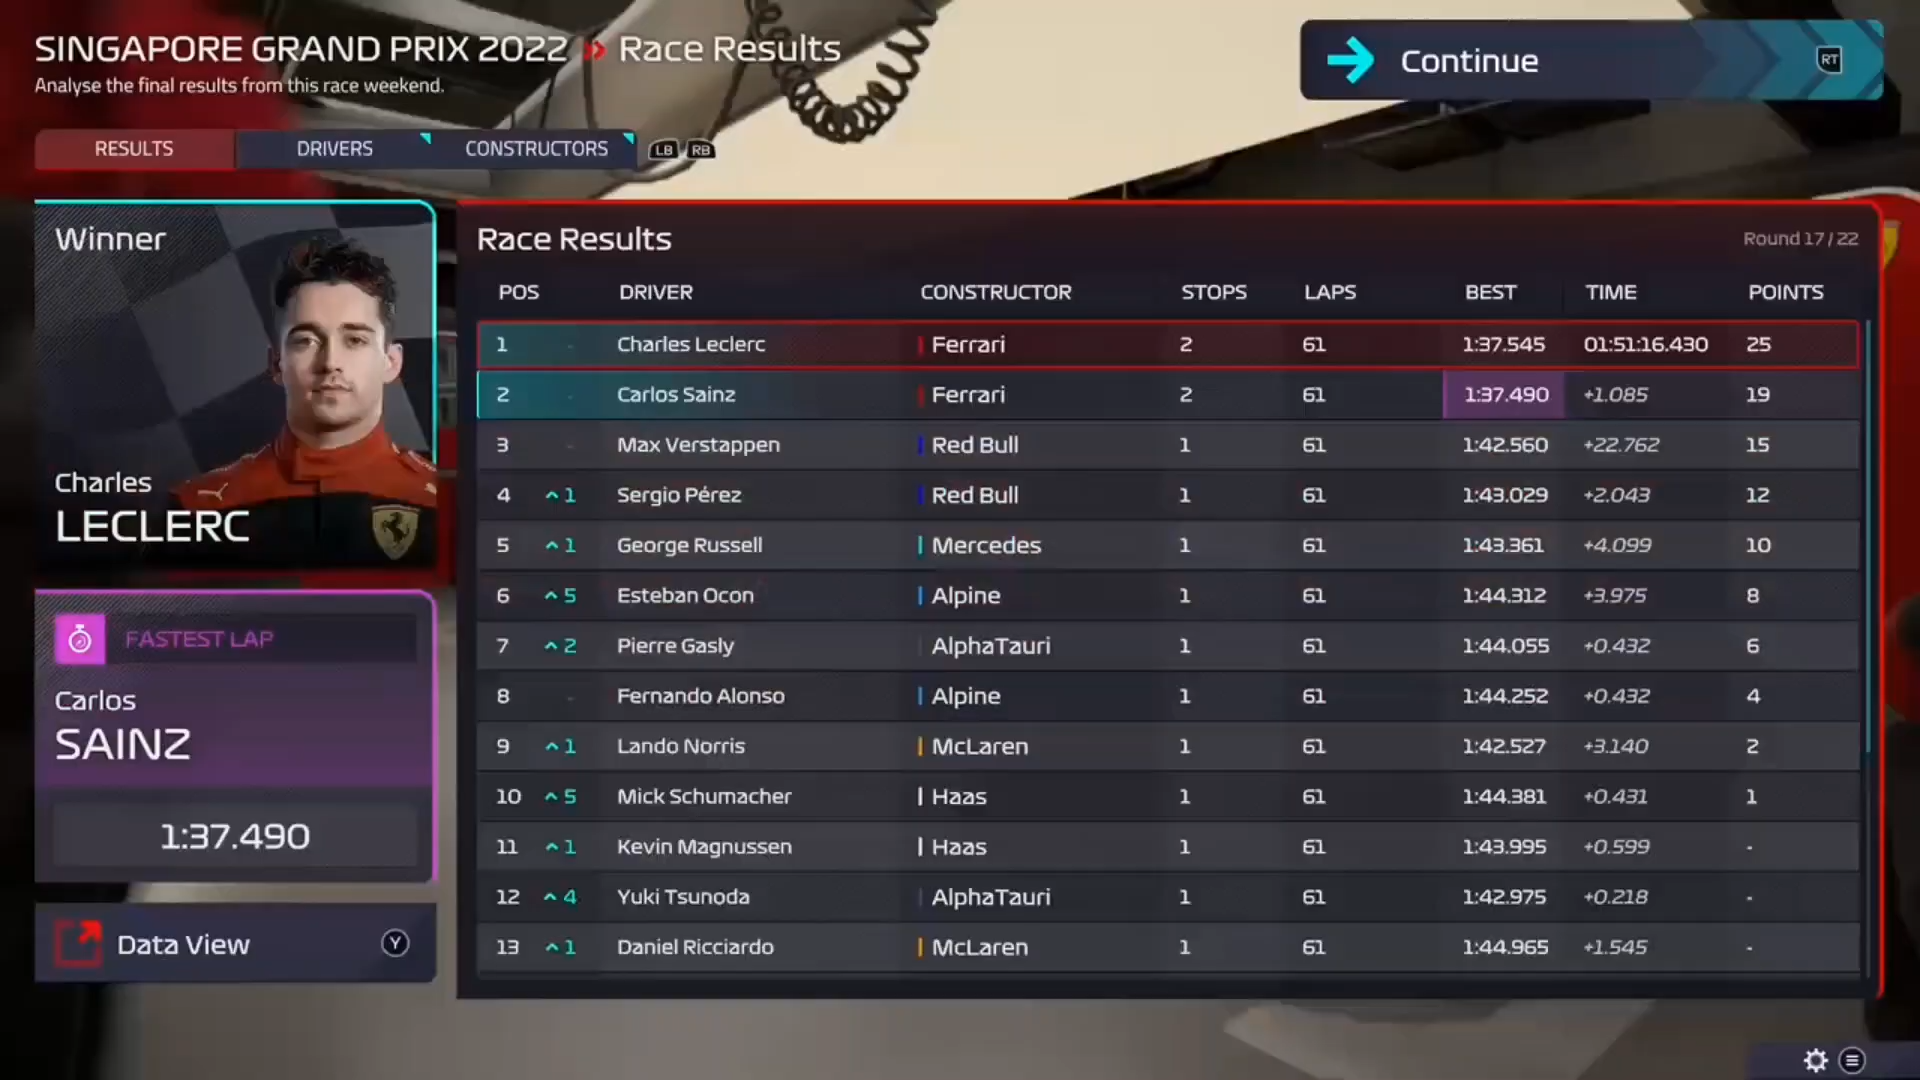 SINGAPORE GRAND PRIX 2022 » Race Results
Analyse the final results from this race weekend.
Continue RT
RESULTS DRIVERS CONSTRUCTORS LB RB
Winner
Charles
LECLERC
FASTEST LAP
Carlos
SAINZ
1:37.490
Data View Y
Race Results Round 17 / 22
POS DRIVER CONSTRUCTOR STOPS LAPS BEST TIME POINTS
1 - Charles Leclerc Ferrari 2 61 1:37.545 01:51:16.430 25
2 - Carlos Sainz Ferrari 2 61 1:37.490 +1.085 19
3 - Max Verstappen Red Bull 1 61 1:42.560 +22.762 15
4 ^ 1 Sergio Pérez Red Bull 1 61 1:43.029 +2.043 12
5 ^ 1 George Russell Mercedes 1 61 1:43.361 +4.099 10
6 ^ 5 Esteban Ocon Alpine 1 61 1:44.312 +3.975 8
7 ^ 2 Pierre Gasly AlphaTauri 1 61 1:44.055 +0.432 6
8 - Fernando Alonso Alpine 1 61 1:44.252 +0.432 4
9 ^ 1 Lando Norris McLaren 1 61 1:42.527 +3.140 2
10 ^ 5 Mick Schumacher Haas 1 61 1:44.381 +0.431 1
11 ^ 1 Kevin Magnussen Haas 1 61 1:43.995 +0.599 -
12 ^ 4 Yuki Tsunoda AlphaTauri 1 61 1:42.975 +0.218 -
13 ^ 1 Daniel Ricciardo McLaren 1 61 1:44.965 +1.545 -